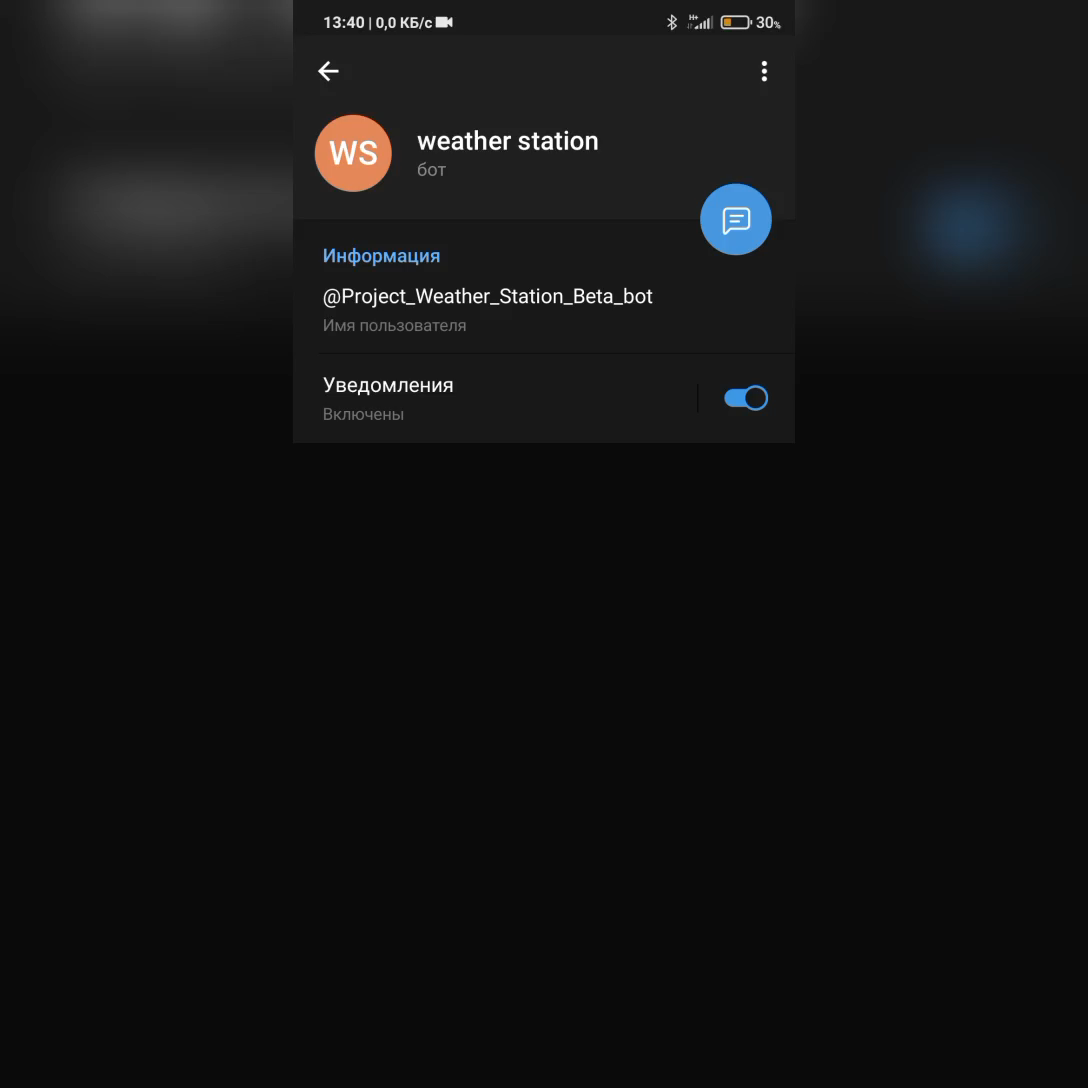 13:40 | 0,0 КБ/с H+ 30%
WS
weather station
бот
Информация
@Project_Weather_Station_Beta_bot
Имя пользователя
Уведомления
Включены